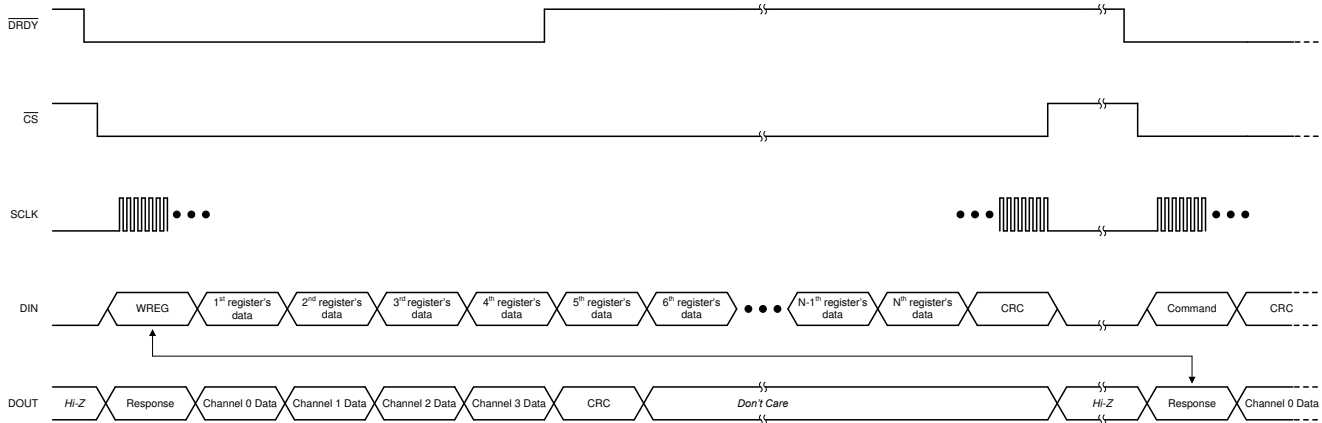 DRDY
CS
SCLK
DIN
WREG
1st register's
data
2nd register's
data
3rd register's
data
4th register's
data
5th register's
data
6th register's
data
N-1th register's
data
Nth register's
data
CRC
Command
CRC
DOUT
Hi-Z
Response
Channel 0 Data
Channel 1 Data
Channel 2 Data
Channel 3 Data
CRC
Don't Care
Hi-Z
Response
Channel 0 Data